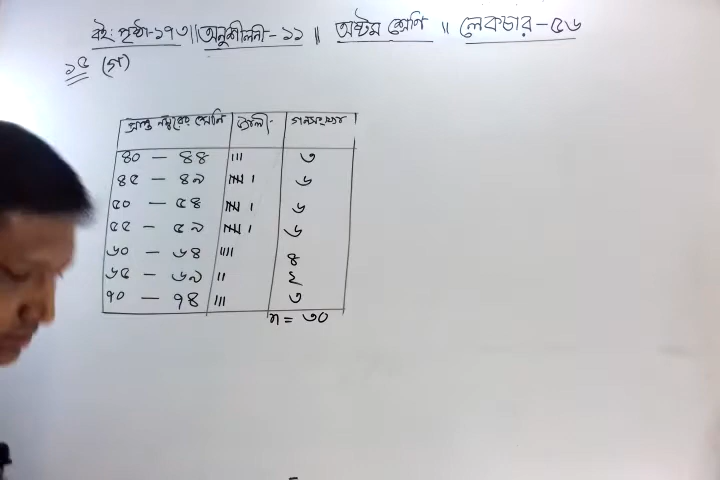 বই: পৃষ্ঠা-১৭৩॥ অনুশীলনী-১১ ॥ অষ্টম শ্রেণি ॥ লেকচার-৫৬
১৫ (গ)
প্রাপ্ত নম্বরের শ্রেণি ট্যালী গনসংখ্যা
৪০ — ৪৪ ||| ৩
৪৫ — ৪৯ |||| | ৬
৫০ — ৫৪ |||| | ৬
৫৫ — ৫৯ |||| | ৬
৬০ — ৬৪ |||| ৪
৬৫ — ৬৯ || ২
৭০ — ৭৪ ||| ৩
n = ৩০